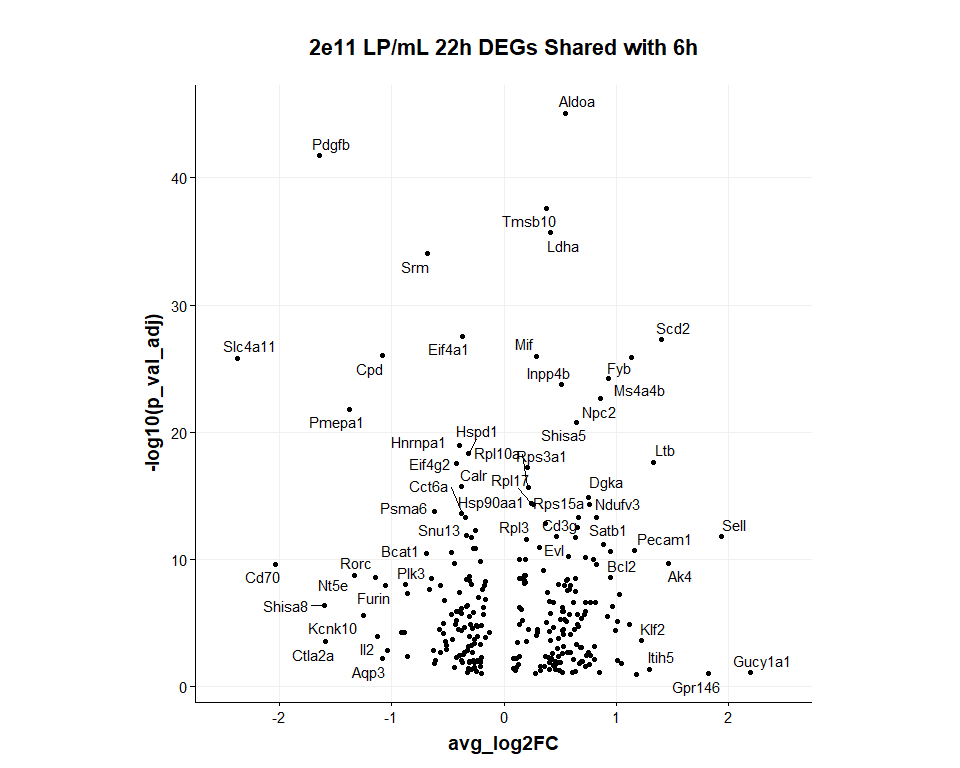 2e11 LP/mL 22h DEGs Shared with 6h
Aldoa
Pdgfb
40
Tmsb10
Ldha
Srm
30
Scd2
Slc4a11
Eif4a1
Mif
Cpd
Fyb
Inpp4b
Ms4a4b
Pmepa1
Npc2
20
Hspd1
Shisa5
Hnrnpa1
Rpl10a
Rps3a1
Ltb
Eif4g2
Calr
Rpl17
Dgka
Cct6a
Hsp90aa1
Rps15a
Ndufv3
Psma6
Snu13
Rpl3
Cd3g
Satb1
Sell
Pecam1
Bcat1
Evl
10
Rorc
Plk3
Bcl2
Cd70
Nt5e
Ak4
Furin
Shisa8
Kcnk10
Klf2
Ctla2a
Il2
Itih5
Aqp3
Gucy1a1
Gpr146
0
-2
-1
0
1
2
avg_log2FC
-log10(p_val_adj)